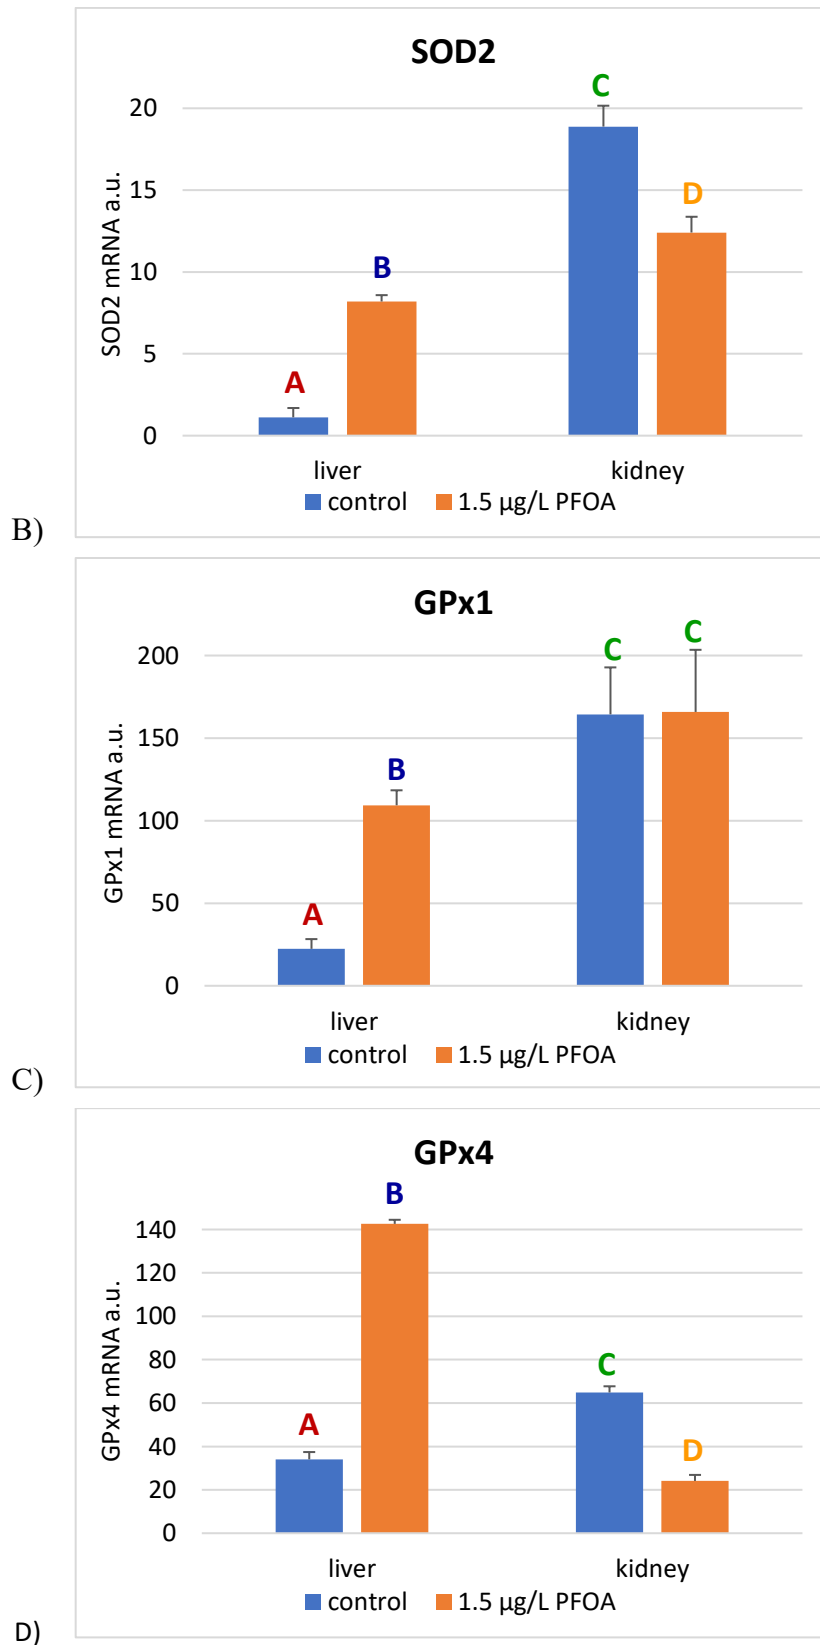 SOD2
SOD2 mRNA a.u.
20
15
10
5
0
A
B
C
D
liver kidney
control 1.5 µg/L PFOA
B)
GPx1
GPx1 mRNA a.u.
200
150
100
50
0
A
B
C
C
liver kidney
control 1.5 µg/L PFOA
C)
GPx4
GPx4 mRNA a.u.
140
120
100
80
60
40
20
0
A
B
C
D
liver kidney
control 1.5 µg/L PFOA
D)